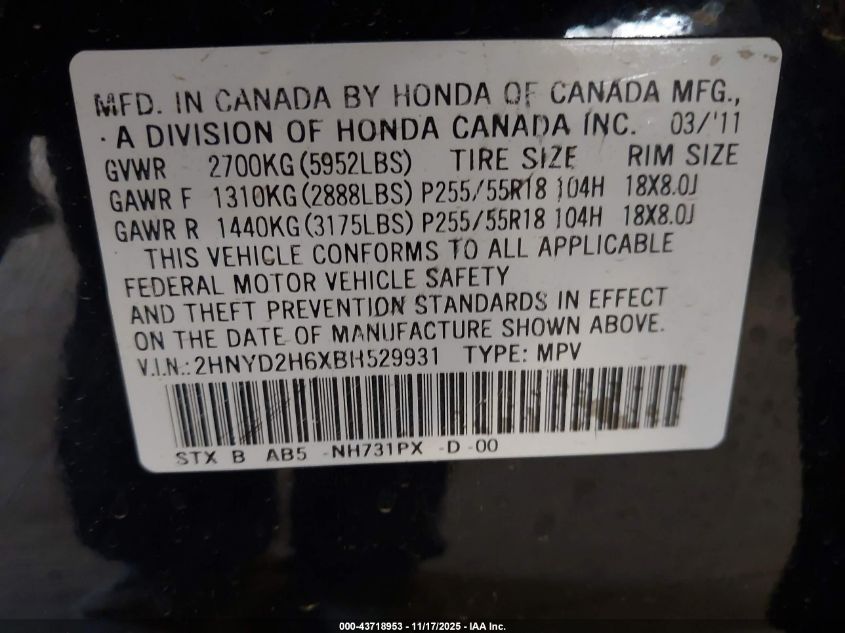 MFD. IN CANADA BY HONDA OF CANADA MFG.,
A DIVISION OF HONDA CANADA INC. 03/'11
GVWR 2700KG (5952LBS) TIRE SIZE RIM SIZE
GAWR F 1310KG (2888LBS) P255/55R18 104H 18X8.0J
GAWR R 1440KG (3175LBS) P255/55R18 104H 18X8.0J
THIS VEHICLE CONFORMS TO ALL APPLICABLE
FEDERAL MOTOR VEHICLE SAFETY
AND THEFT PREVENTION STANDARDS IN EFFECT
ON THE DATE OF MANUFACTURE SHOWN ABOVE.
V.I.N.: 2HNYD2H6XBH529931 TYPE: MPV
STX B AB5 -NH731PX -D -00
000-43718953 - 11/17/2025 - IAA Inc.